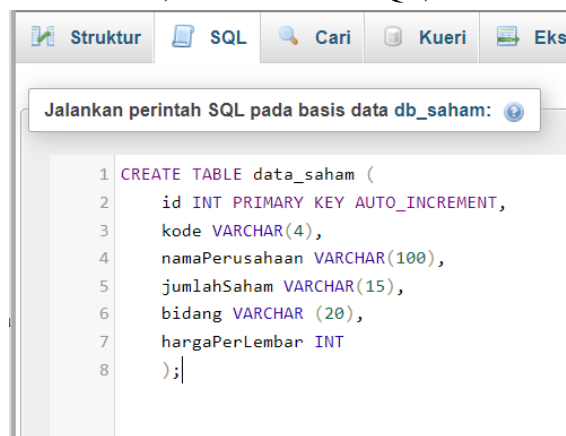 Struktur SQL Cari Kueri Eks
Jalankan perintah SQL pada basis data db_saham:
1 CREATE TABLE data_saham (
2 id INT PRIMARY KEY AUTO_INCREMENT,
3 kode VARCHAR(4),
4 namaPerusahaan VARCHAR(100),
5 jumlahSaham VARCHAR(15),
6 bidang VARCHAR (20),
7 hargaPerLembar INT
8 );